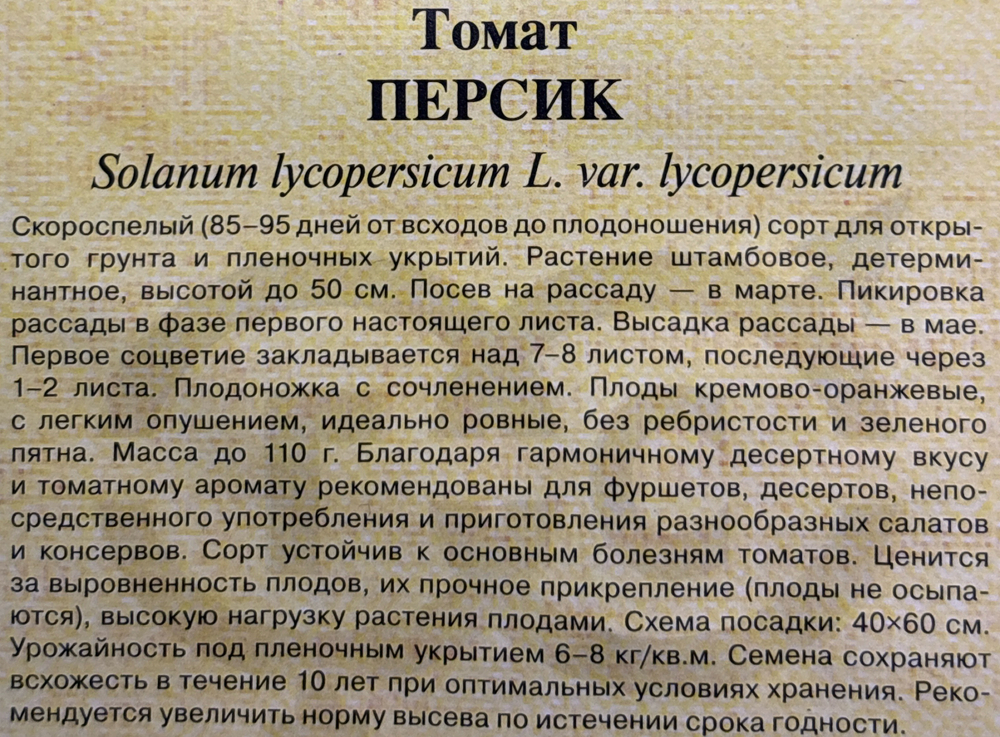 Томат
ПЕРСИК
Solanum lycopersicum L. var. lycopersicum
Скороспелый (85–95 дней от всходов до плодоношения) сорт для откры-
того грунта и пленочных укрытий. Растение штамбовое, детерми-
нантное, высотой до 50 см. Посев на рассаду — в марте. Пикировка
рассады в фазе первого настоящего листа. Высадка рассады — в мае.
Первое соцветие закладывается над 7–8 листом, последующие через
1–2 листа. Плодоножка с сочленением. Плоды кремово-оранжевые,
с легким опушением, идеально ровные, без ребристости и зеленого
пятна. Масса до 110 г. Благодаря гармоничному десертному вкусу
и томатному аромату рекомендованы для фуршетов, десертов, непо-
средственного употребления и приготовления разнообразных салатов
и консервов. Сорт устойчив к основным болезням томатов. Ценится
за выровненность плодов, их прочное прикрепление (плоды не осыпа-
ются), высокую нагрузку растения плодами. Схема посадки: 40×60 см.
Урожайность под пленочным укрытием 6–8 кг/кв.м. Семена сохраняют
всхожесть в течение 10 лет при оптимальных условиях хранения. Реко-
мендуется увеличить норму высева по истечении срока годности.